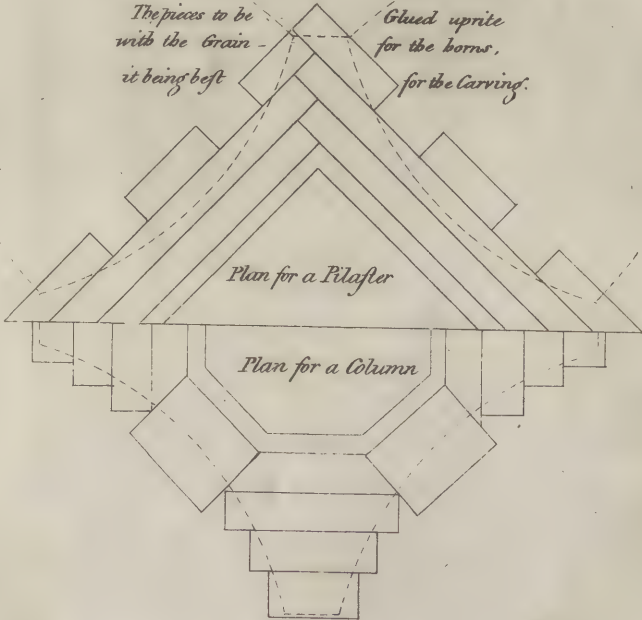 The pieces to be Glued uprite
with the Grain - for the horns,
it being beſt for the Carving.
Plan for a Pilaſter
Plan for a Column